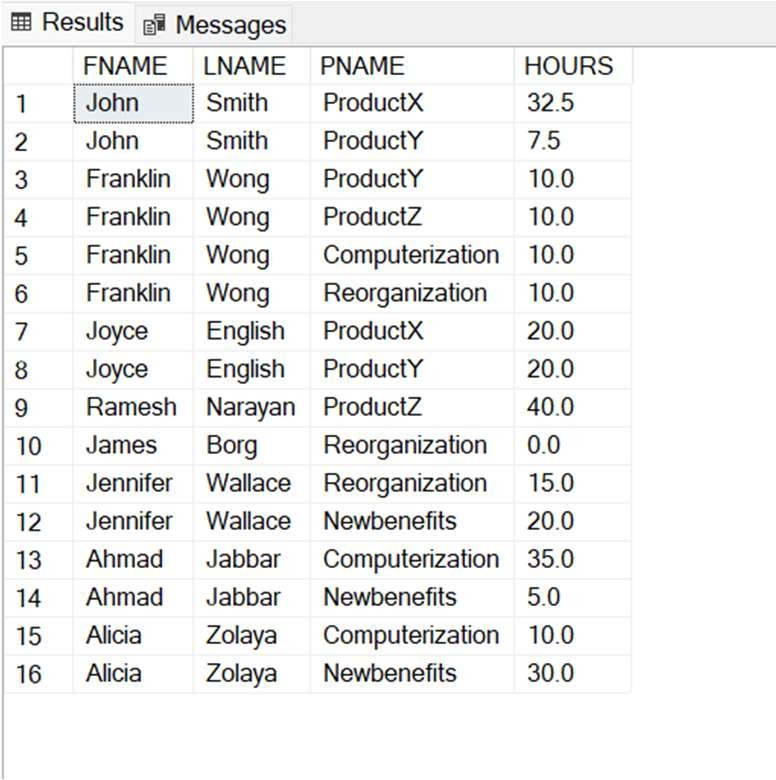 Results Messages
FNAME LNAME PNAME HOURS
1 John Smith ProductX 32.5
2 John Smith ProductY 7.5
3 Franklin Wong ProductY 10.0
4 Franklin Wong ProductZ 10.0
5 Franklin Wong Computerization 10.0
6 Franklin Wong Reorganization 10.0
7 Joyce English ProductX 20.0
8 Joyce English ProductY 20.0
9 Ramesh Narayan ProductZ 40.0
10 James Borg Reorganization 0.0
11 Jennifer Wallace Reorganization 15.0
12 Jennifer Wallace Newbenefits 20.0
13 Ahmad Jabbar Computerization 35.0
14 Ahmad Jabbar Newbenefits 5.0
15 Alicia Zolaya Computerization 10.0
16 Alicia Zolaya Newbenefits 30.0